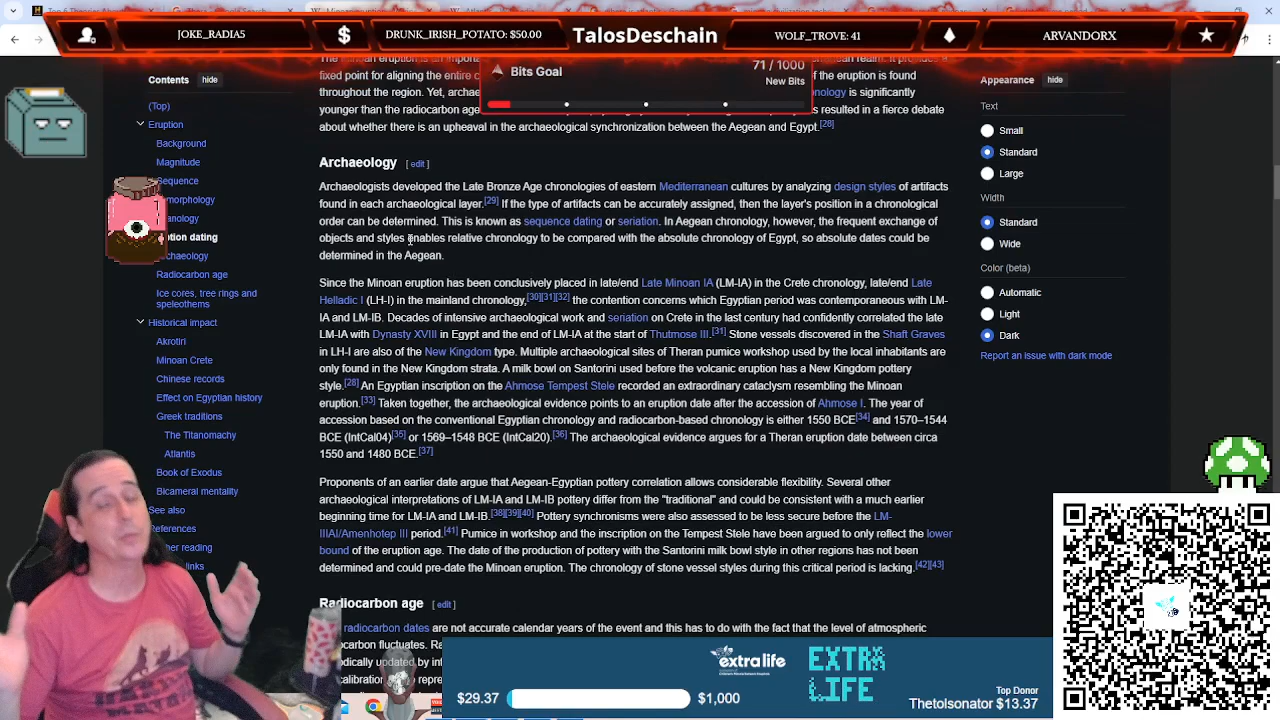 JOKE_RADIA5
$
DRUNK_IRISH_POTATO: $50.00
TalosDeschain
WOLF_TROVE: 41
ARVANDORX
Bits Goal
71 / 1000
New Bits
Contents hide
(Top)
Eruption
Background
Magnitude
Sequence
Eruption dating
Radiocarbon age
Ice cores, tree rings and
speleothems
Historical impact
Akrotiri
Minoan Crete
Chinese records
Effect on Egyptian history
Greek traditions
The Titanomachy
Atlantis
Book of Exodus
Bicameral mentality
See also
References
fixed point for aligning the entire
of the eruption is found
throughout the region. Yet,
is significantly
younger than the radiocarbon age
resulted in a fierce debate
about whether there is an upheaval in the archaeological synchronization between the Aegean and Egypt.[28]
Archaeology [ edit ]
Archaeologists developed the Late Bronze Age chronologies of eastern Mediterranean cultures by analyzing design styles of artifacts
found in each archaeological layer.[29] If the type of artifacts can be accurately assigned, then the layer's position in a chronological
order can be determined. This is known as sequence dating or seriation. In Aegean chronology, however, the frequent exchange of
objects and styles enables relative chronology to be compared with the absolute chronology of Egypt, so absolute dates could be
determined in the Aegean.
Since the Minoan eruption has been conclusively placed in late/end Late Minoan IA (LM-IA) in the Crete chronology, late/end Late
Helladic I (LH-I) in the mainland chronology,[30][31][32] the contention concerns which Egyptian period was contemporaneous with LM-
IA and LM-IB. Decades of intensive archaeological work and seriation on Crete in the last century had confidently correlated the late
LM-IA with Dynasty XVIII in Egypt and the end of LM-IA at the start of Thutmose III.[31] Stone vessels discovered in the Shaft Graves
in LH-I are also of the New Kingdom type. Multiple archaeological sites of Theran pumice workshop used by the local inhabitants are
only found in the New Kingdom strata. A milk bowl on Santorini used before the volcanic eruption has a New Kingdom pottery
style.[28] An Egyptian inscription on the Ahmose Tempest Stele recorded an extraordinary cataclysm resembling the Minoan
eruption.[33] Taken together, the archaeological evidence points to an eruption date after the accession of Ahmose I. The year of
accession based on the conventional Egyptian chronology and radiocarbon-based chronology is either 1550 BCE[34] and 1570–1544
BCE (IntCal04)[35] or 1569–1548 BCE (IntCal20).[36] The archaeological evidence argues for a Theran eruption date between circa
1550 and 1480 BCE.[37]
Proponents of an earlier date argue that Aegean-Egyptian pottery correlation allows considerable flexibility. Several other
archaeological interpretations of LM-IA and LM-IB pottery differ from the "traditional" and could be consistent with a much earlier
beginning time for LM-IA and LM-IB.[38][39][40] Pottery synchronisms were also assessed to be less secure before the LM-
IIIAI/Amenhotep III period.[41] Pumice in workshop and the inscription on the Tempest Stele have been argued to only reflect the lower
bound of the eruption age. The date of the production of pottery with the Santorini milk bowl style in other regions has not been
determined and could pre-date the Minoan eruption. The chronology of stone vessel styles during this critical period is lacking.[42][43]
Radiocarbon age [ edit ]
radiocarbon dates are not accurate calendar years of the event and this has to do with the fact that the level of atmospheric
Appearance hide
Text
Small
Standard
Large
Width
Standard
Wide
Color (beta)
Automatic
Light
Dark
Report an issue with dark mode
extralife
EXTRA
LIFE
$29.37
$1,000
Top Donor
Thetolsonator $13.37